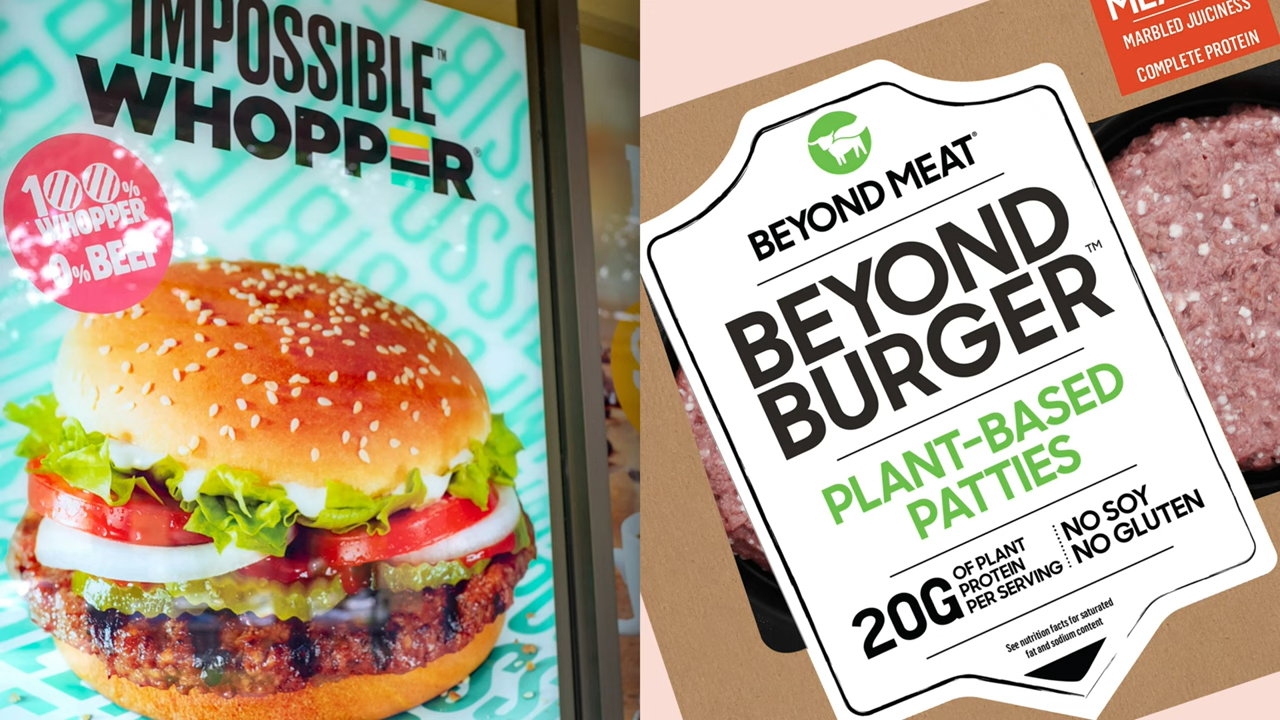 IMPOSSIBLE™
WHOPPER®
100%
WHOPPER
0% BEEF
MARBLED JUICINESS
COMPLETE PROTEIN
BEYOND MEAT®
BEYOND
BURGER™
PLANT-BASED
PATTIES
20G
OF PLANT
PROTEIN
PER SERVING
NO SOY
NO GLUTEN
See nutrition facts for saturated
fat and sodium content